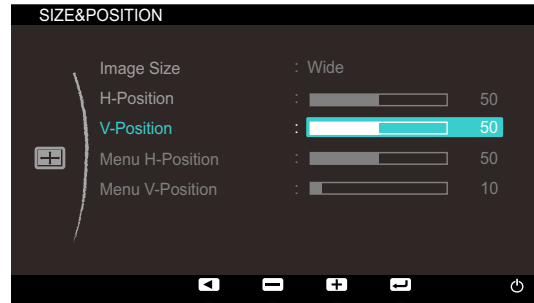 SIZE&POSITION
Image Size : Wide
H-Position : 50
V-Position : 50
Menu H-Position : 50
Menu V-Position : 10